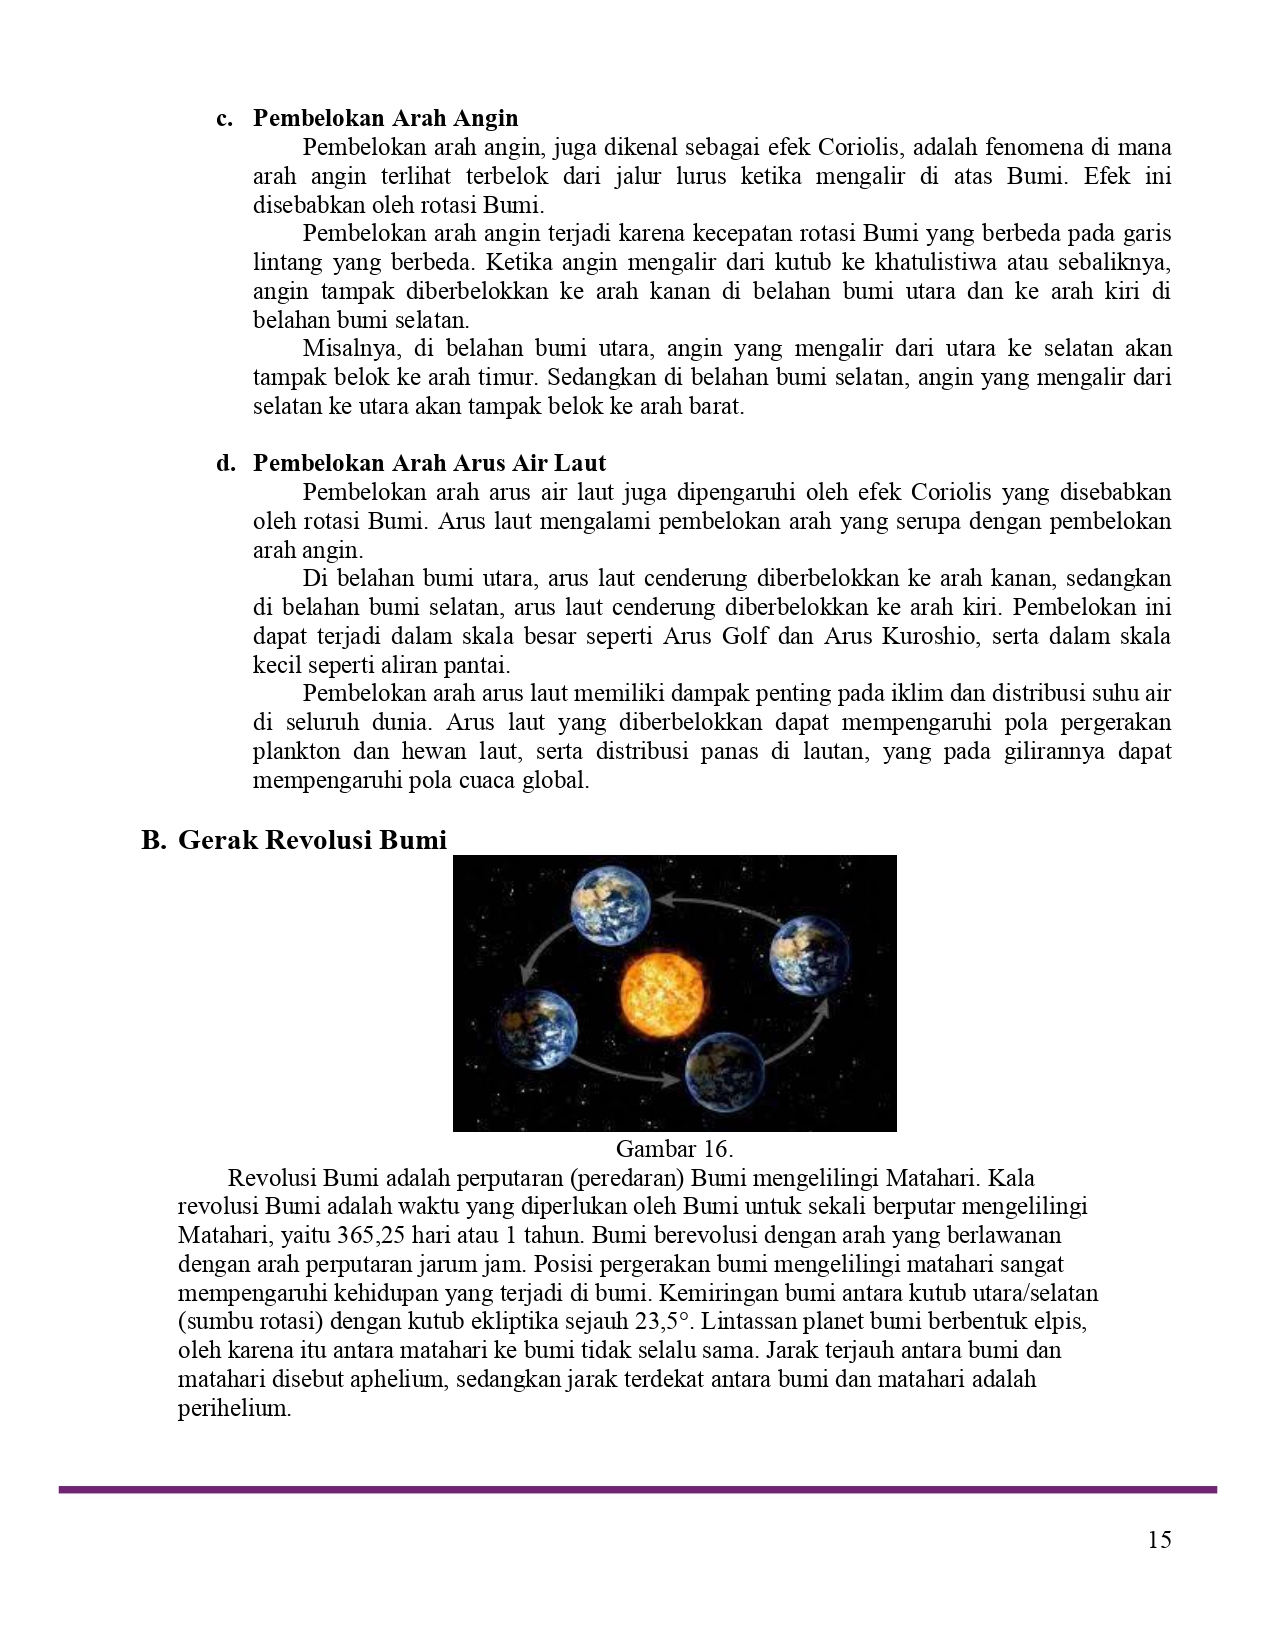 c. Pembelokan Arah Angin
Pembelokan arah angin, juga dikenal sebagai efek Coriolis, adalah fenomena di mana
arah angin terlihat terbelok dari jalur lurus ketika mengalir di atas Bumi. Efek ini
disebabkan oleh rotasi Bumi.
Pembelokan arah angin terjadi karena kecepatan rotasi Bumi yang berbeda pada garis
lintang yang berbeda. Ketika angin mengalir dari kutub ke khatulistiwa atau sebaliknya,
angin tampak diberbelokkan ke arah kanan di belahan bumi utara dan ke arah kiri di
belahan bumi selatan.
Misalnya, di belahan bumi utara, angin yang mengalir dari utara ke selatan akan
tampak belok ke arah timur. Sedangkan di belahan bumi selatan, angin yang mengalir dari
selatan ke utara akan tampak belok ke arah barat.
d. Pembelokan Arah Arus Air Laut
Pembelokan arah arus air laut juga dipengaruhi oleh efek Coriolis yang disebabkan
oleh rotasi Bumi. Arus laut mengalami pembelokan arah yang serupa dengan pembelokan
arah angin.
Di belahan bumi utara, arus laut cenderung diberbelokkan ke arah kanan, sedangkan
di belahan bumi selatan, arus laut cenderung diberbelokkan ke arah kiri. Pembelokan ini
dapat terjadi dalam skala besar seperti Arus Golf dan Arus Kuroshio, serta dalam skala
kecil seperti aliran pantai.
Pembelokan arah arus laut memiliki dampak penting pada iklim dan distribusi suhu air
di seluruh dunia. Arus laut yang diberbelokkan dapat mempengaruhi pola pergerakan
plankton dan hewan laut, serta distribusi panas di lautan, yang pada gilirannya dapat
mempengaruhi pola cuaca global.
B. Gerak Revolusi Bumi
Gambar 16.
Revolusi Bumi adalah perputaran (peredaran) Bumi mengelilingi Matahari. Kala
revolusi Bumi adalah waktu yang diperlukan oleh Bumi untuk sekali berputar mengelilingi
Matahari, yaitu 365,25 hari atau 1 tahun. Bumi berevolusi dengan arah yang berlawanan
dengan arah perputaran jarum jam. Posisi pergerakan bumi mengelilingi matahari sangat
mempengaruhi kehidupan yang terjadi di bumi. Kemiringan bumi antara kutub utara/selatan
(sumbu rotasi) dengan kutub ekliptika sejauh 23,5°. Lintassan planet bumi berbentuk elpis,
oleh karena itu antara matahari ke bumi tidak selalu sama. Jarak terjauh antara bumi dan
matahari disebut aphelium, sedangkan jarak terdekat antara bumi dan matahari adalah
perihelium.
15